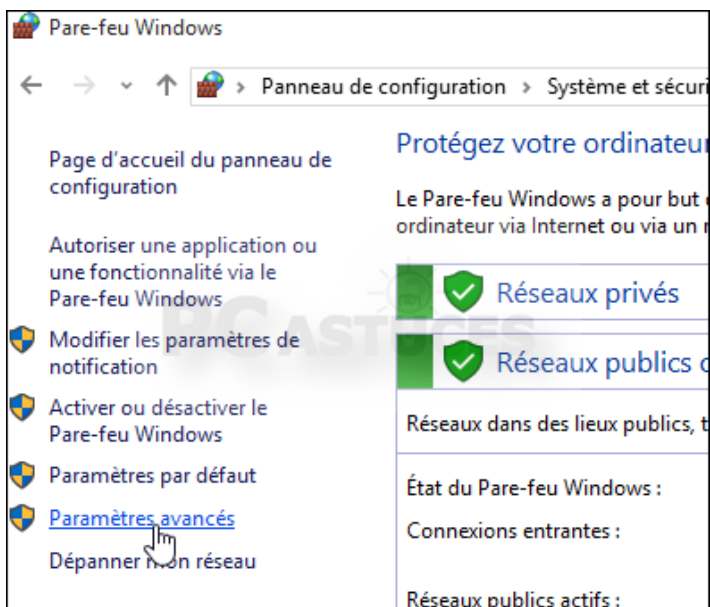 Pare-feu Windows
Panneau de configuration > Système et sécuri
Page d'accueil du panneau de
configuration
Autoriser une application ou
une fonctionnalité via le
Pare-feu Windows
Modifier les paramètres de
notification
Activer ou désactiver le
Pare-feu Windows
Paramètres par défaut
Paramètres avancés
Dépanner mon réseau
Protégez votre ordinateur
Le Pare-feu Windows a pour but
ordinateur via Internet ou via un r
Réseaux privés
Réseaux publics o
Réseaux dans des lieux publics, t
État du Pare-feu Windows :
Connexions entrantes :
Réseaux publics actifs :
PC ASTUCES